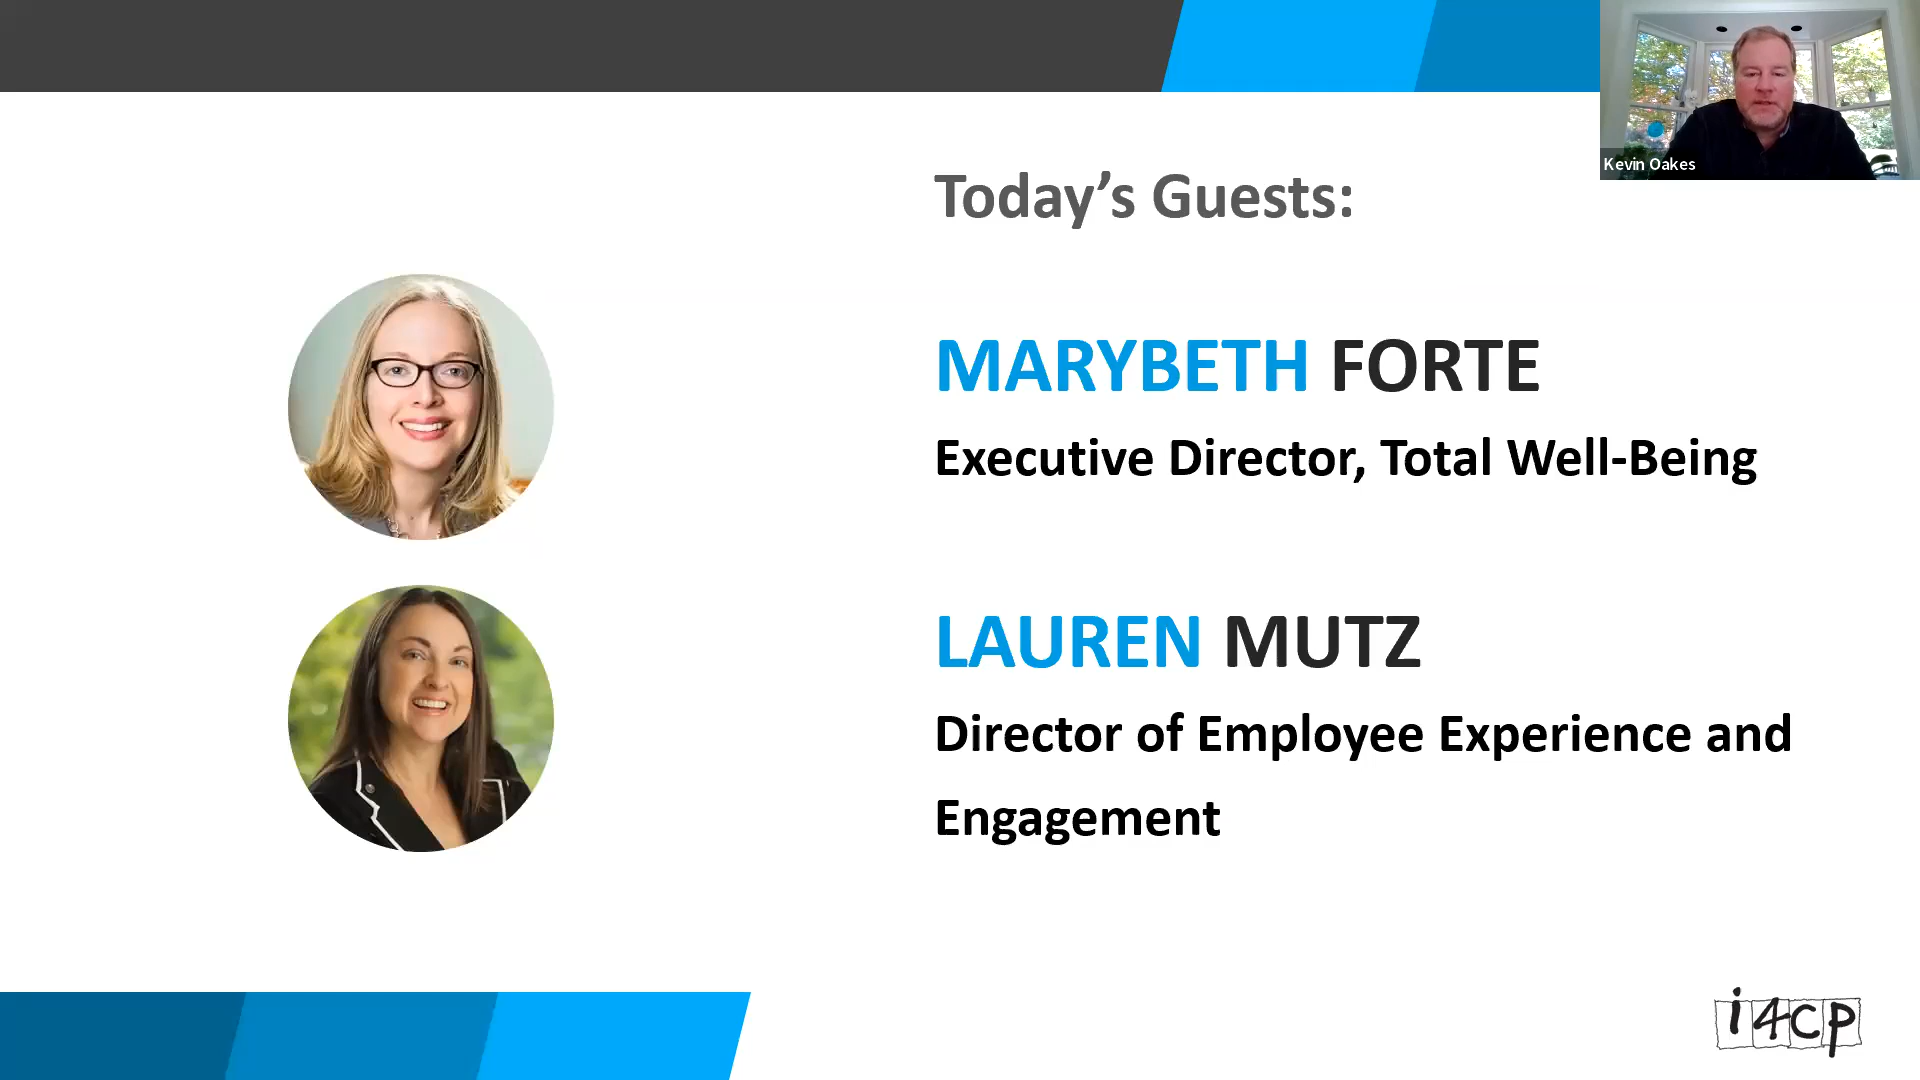 Kevin Oakes
Today’s Guests:
MARYBETH FORTE
Executive Director, Total Well-Being
LAUREN MUTZ
Director of Employee Experience and
Engagement
i4cp